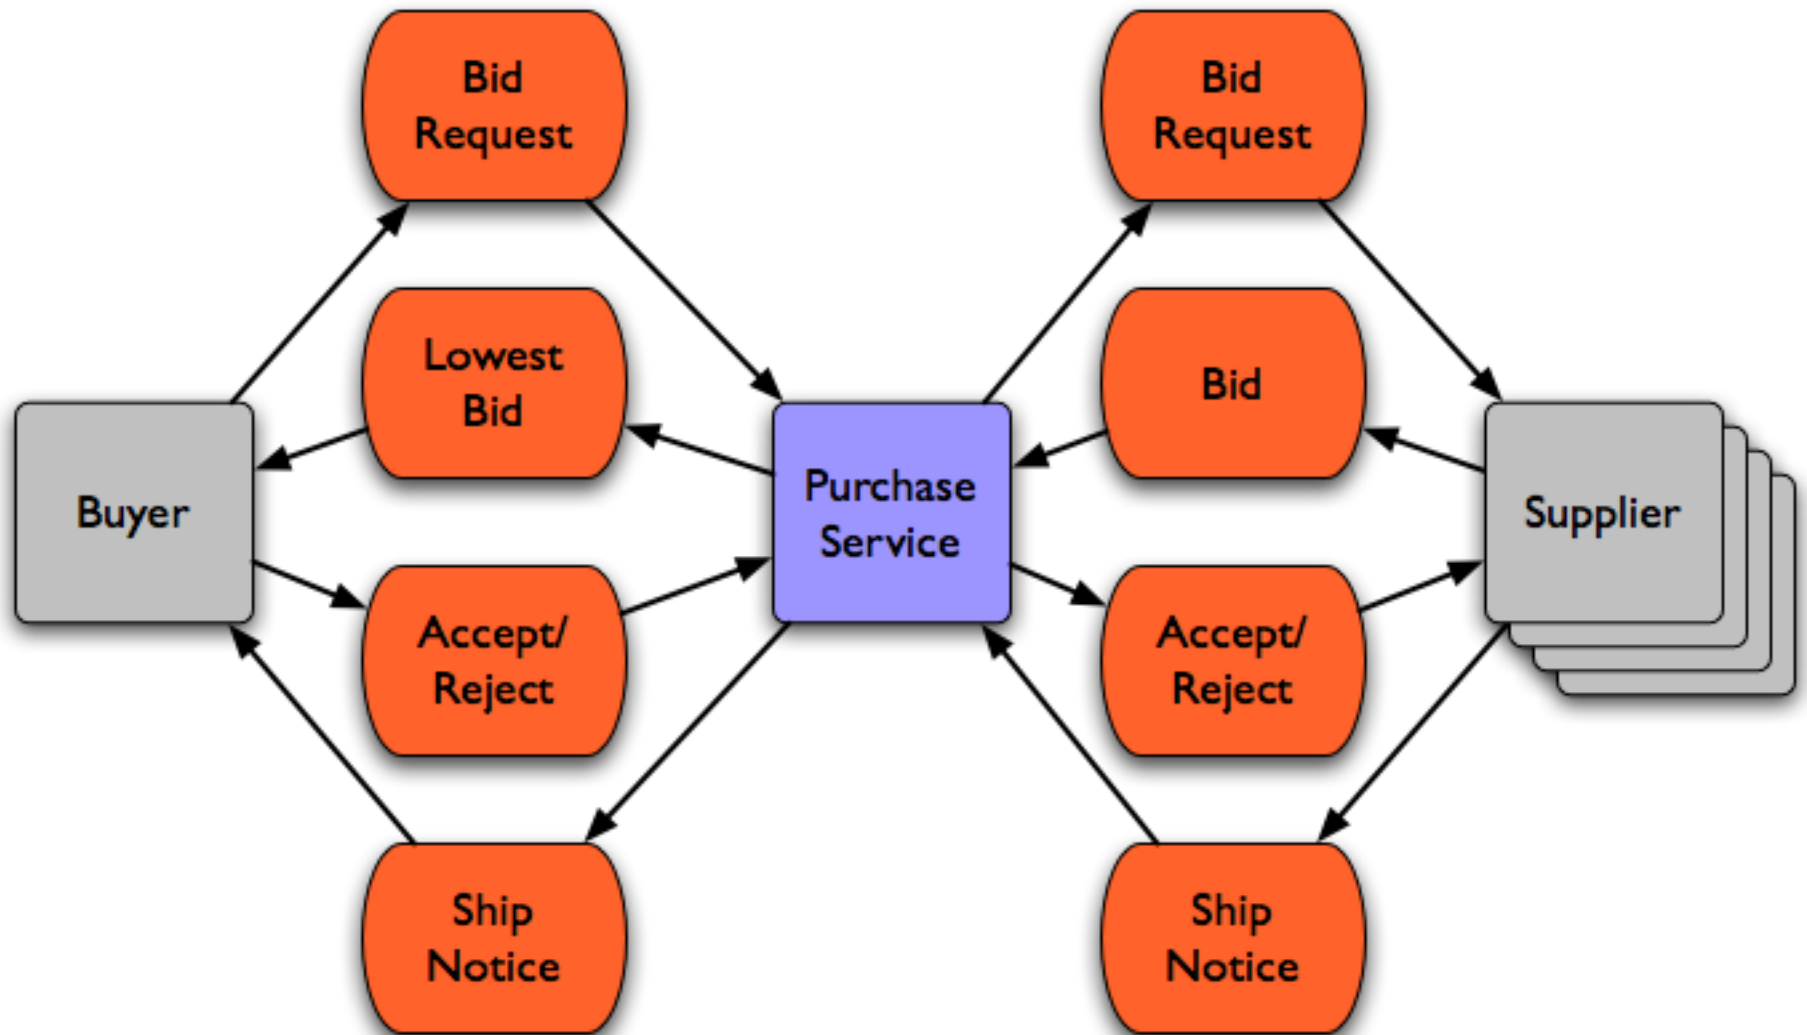 Bid
Request
Bid
Request
Lowest
Bid
Bid
Buyer
Purchase
Service
Supplier
Accept/
Reject
Accept/
Reject
Ship
Notice
Ship
Notice